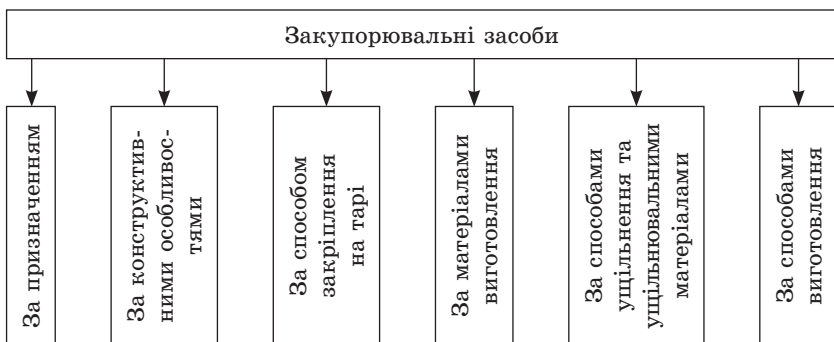 Закупорювальні засоби
За призначенням
За конструктив-
ними особливос-
тями
За способом
закріплення
на тарі
За матеріалами
виготовлення
За способами
ущільнення та
ущільнювальними
матеріалами
За способами
виготовлення